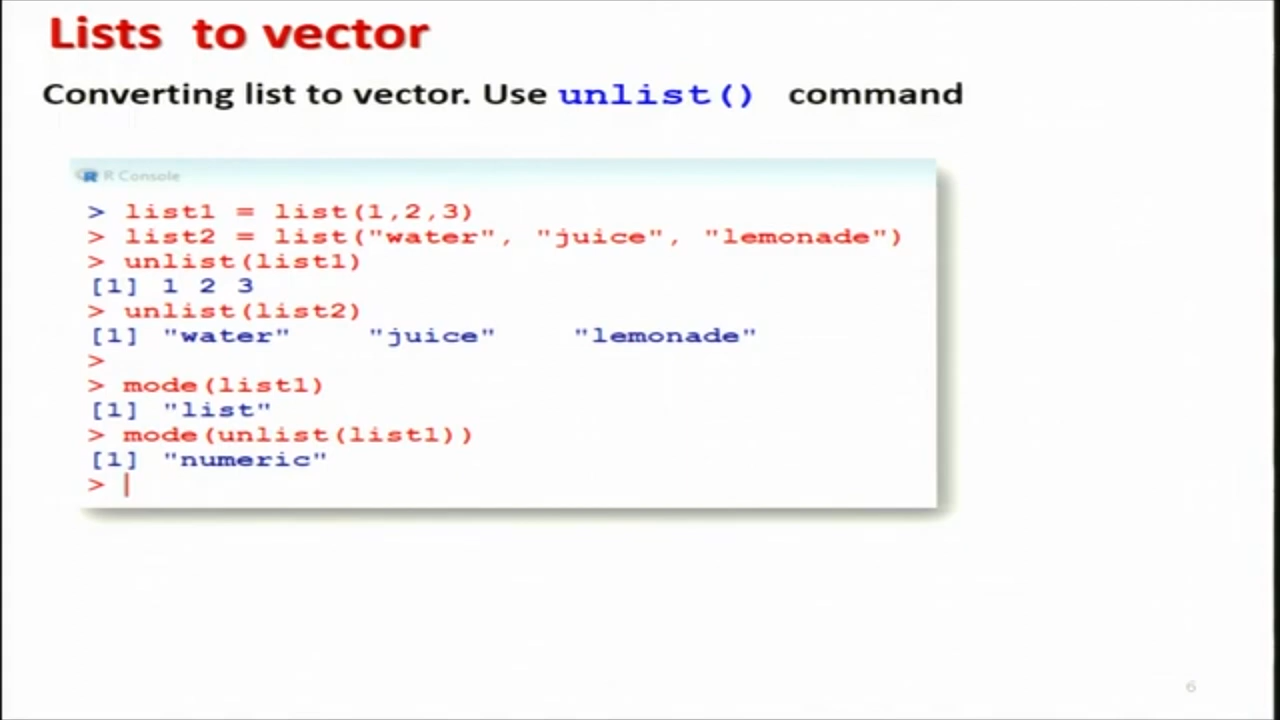 Lists to vector
Converting list to vector. Use unlist() command
R Console
> list1 = list(1,2,3)
> list2 = list("water", "juice", "lemonade")
> unlist(list1)
[1] 1 2 3
> unlist(list2)
[1] "water"    "juice"    "lemonade"
>
> mode(list1)
[1] "list"
> mode(unlist(list1))
[1] "numeric"
> |
6